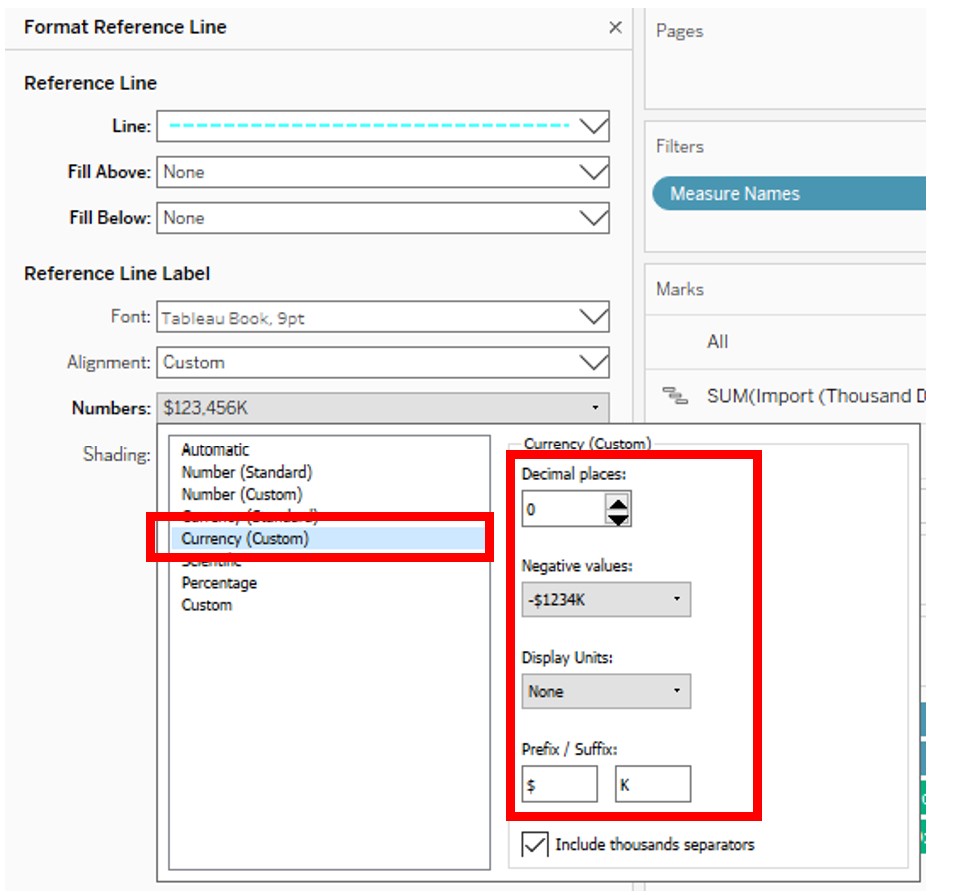 Format Reference Line ×
Pages
Reference Line
Line:
Fill Above: None
Fill Below: None
Filters
Measure Names
Reference Line Label
Font: Tableau Book, 9pt
Alignment: Custom
Numbers: $123,456K
Shading:
Marks
All
SUM(Import (Thousand D
Automatic
Number (Standard)
Number (Custom)
Currency (Standard)
Currency (Custom)
Scientific
Percentage
Custom
Currency (Custom)
Decimal places:
0
Negative values:
-$1234K
Display Units:
None
Prefix / Suffix:
$ K
Include thousands separators